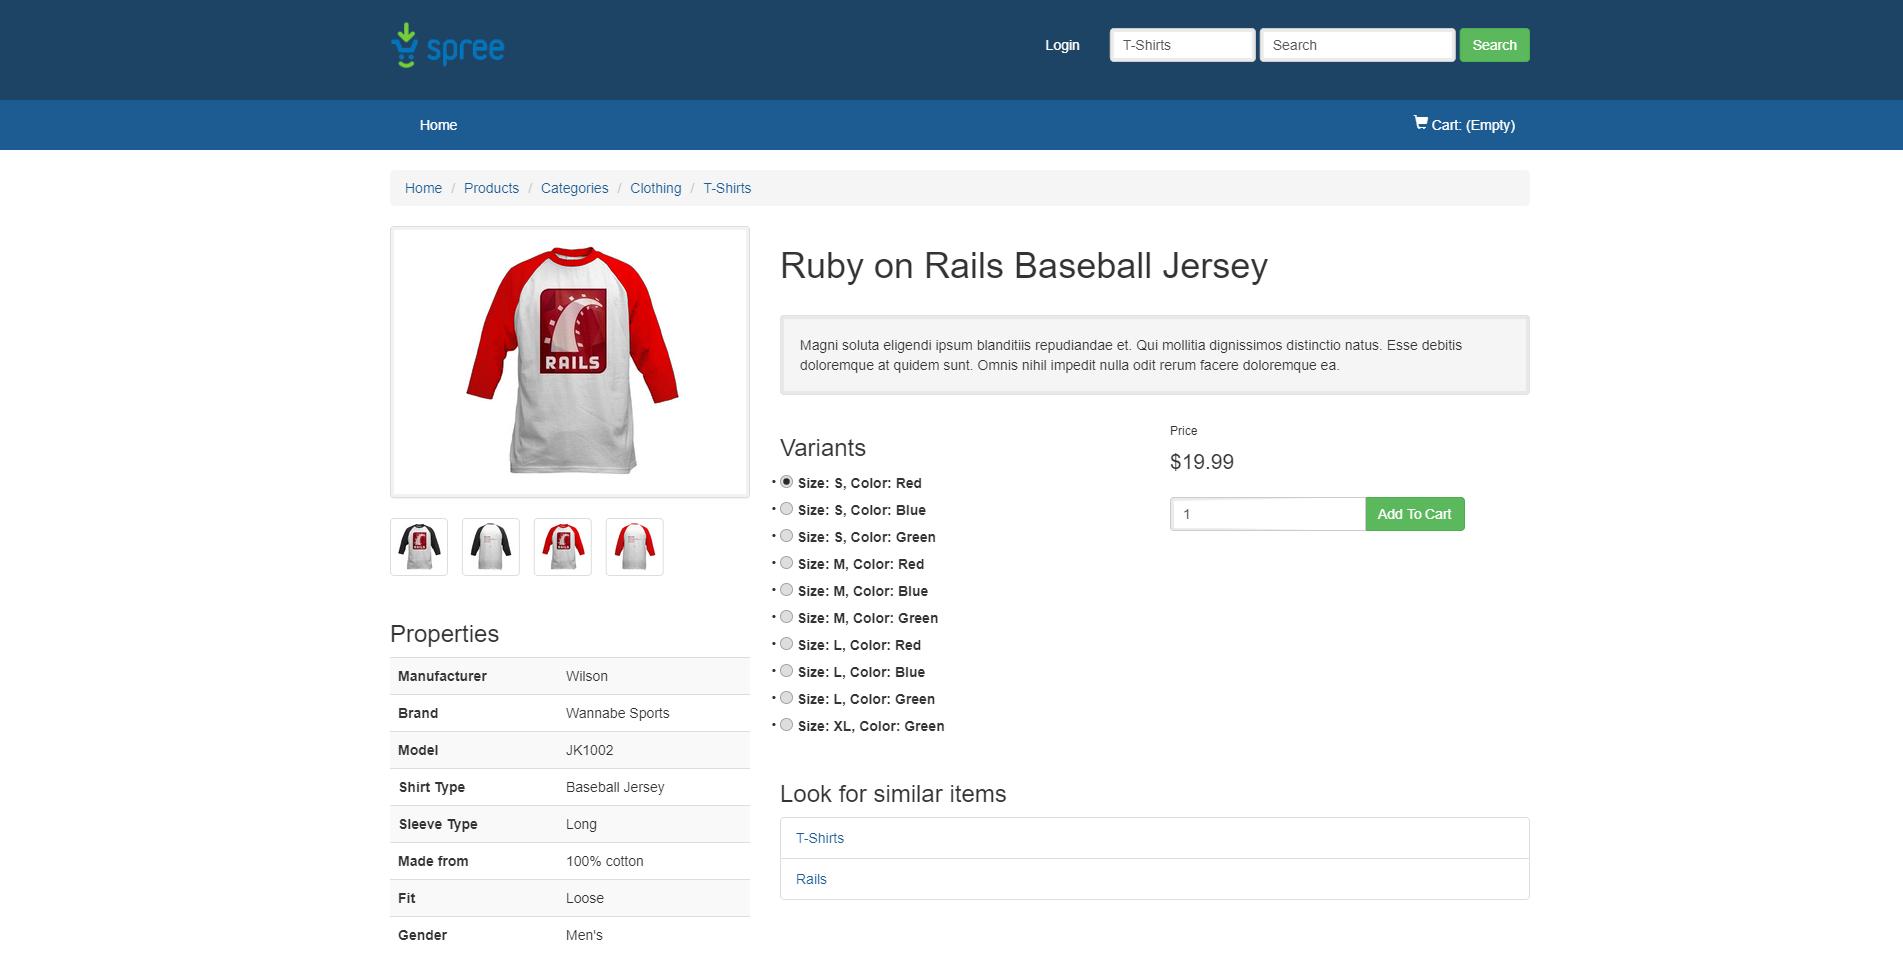 spree
Login
T-Shirts
Search
Search
Home
Cart: (Empty)
Home / Products / Categories / Clothing / T-Shirts
RAILS
Ruby on Rails Baseball Jersey
Magni soluta eligendi ipsum blanditiis repudiandae et. Qui mollitia dignissimos distinctio natus. Esse debitis
doloremque at quidem sunt. Omnis nihil impedit nulla odit rerum facere doloremque ea.
Variants
Size: S, Color: Red
Size: S, Color: Blue
Size: S, Color: Green
Size: M, Color: Red
Size: M, Color: Blue
Size: M, Color: Green
Size: L, Color: Red
Size: L, Color: Blue
Size: L, Color: Green
Size: XL, Color: Green
Price
$19.99
1
Add To Cart
RAILS
RAILS
Properties
Manufacturer Wilson
Brand Wannabe Sports
Model JK1002
Shirt Type Baseball Jersey
Sleeve Type Long
Made from 100% cotton
Fit Loose
Gender Men's
Look for similar items
T-Shirts
Rails